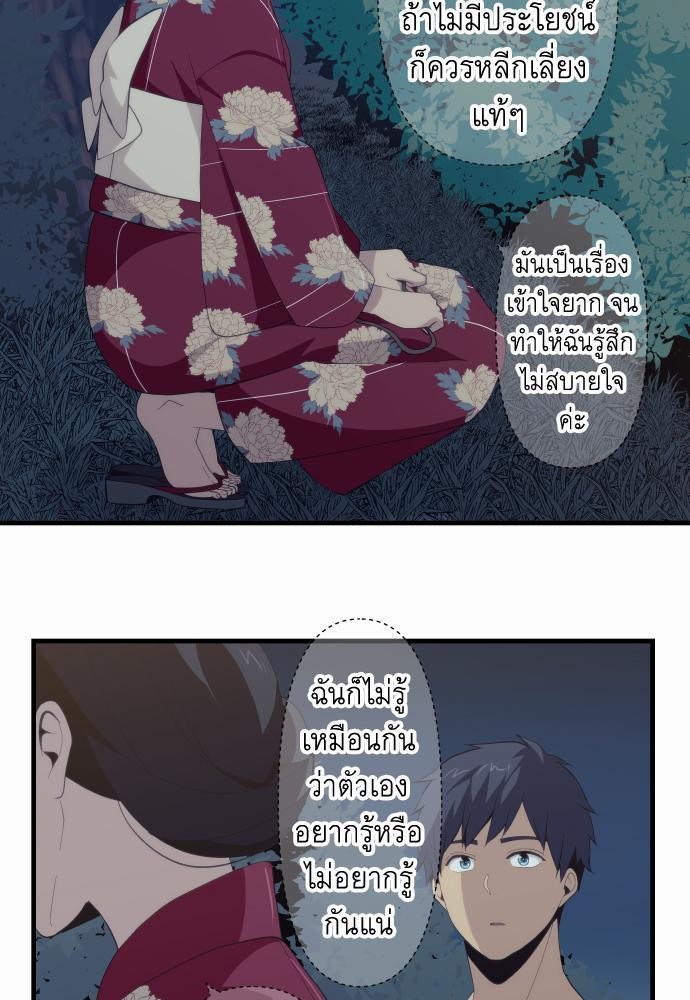 ถ้าไม่มีประโยชน์
ก็ควรหลีกเลี่ยง
แท้ๆ
มันเป็นเรื่อง
เข้าใจยาก จน
ทำให้ฉันรู้สึก
ไม่สบายใจ
ค่ะ
ฉันก็ไม่รู้
เหมือนกัน
ว่าตัวเอง
อยากรู้หรือ
ไม่อยากรู้
กันแน่